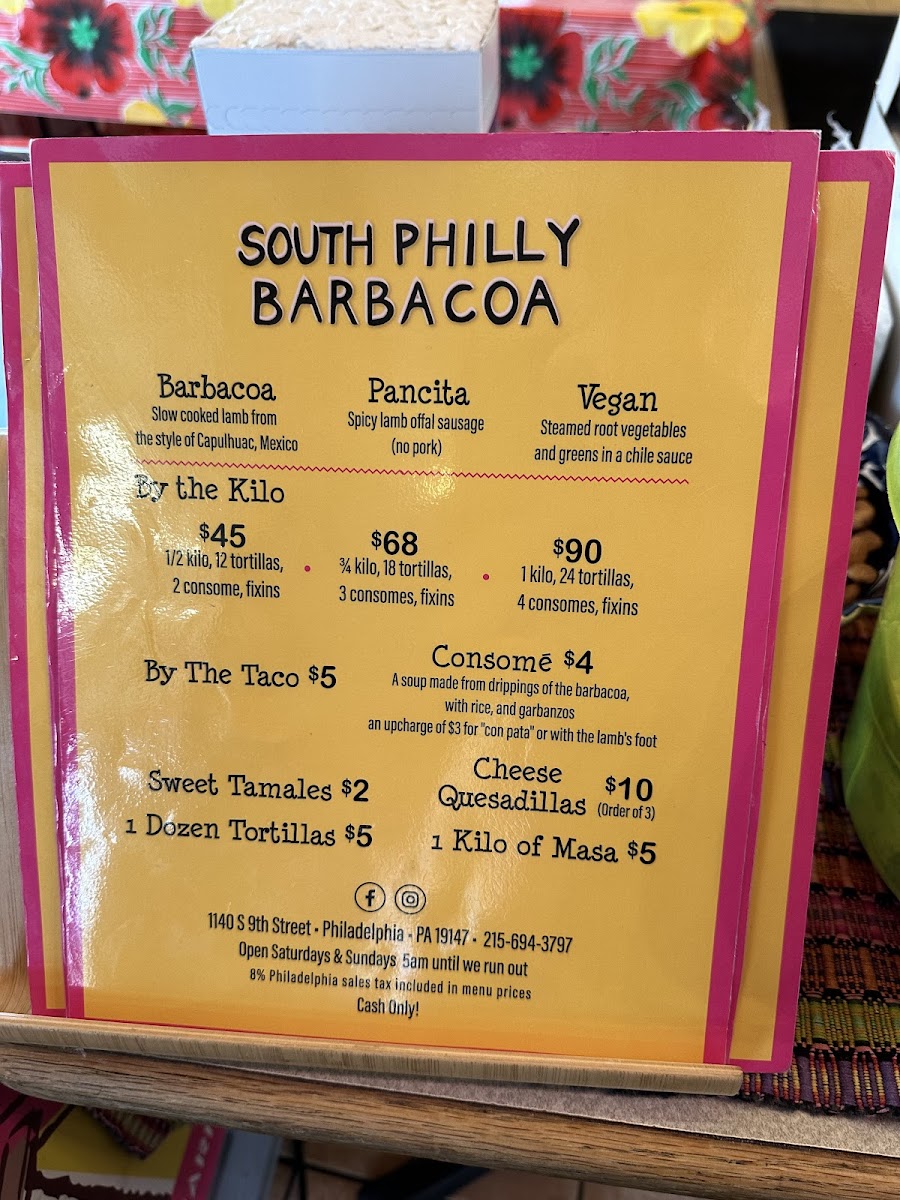 SOUTH PHILLY
BARBACOA
Barbacoa
Slow cooked lamb from
the style of Capulhuac, Mexico
Pancita
Spicy lamb offal sausage
(no pork)
Vegan
Steamed root vegetables
and greens in a chile sauce
By the Kilo
$45
1/2 kilo, 12 tortillas,
2 consome, fixins
$68
¾ kilo, 18 tortillas,
3 consomes, fixins
$90
1 kilo, 24 tortillas,
4 consomes, fixins
By The Taco $5
Consomé $4
A soup made from drippings of the barbacoa,
with rice, and garbanzos
an upcharge of $3 for "con pata" or with the lamb's foot
Sweet Tamales $2
Cheese
Quesadillas $10
(Order of 3)
1 Dozen Tortillas $5
1 Kilo of Masa $5
1140 S 9th Street • Philadelphia • PA 19147 • 215-694-3797
Open Saturdays & Sundays 5am until we run out
8% Philadelphia sales tax included in menu prices
Cash Only!